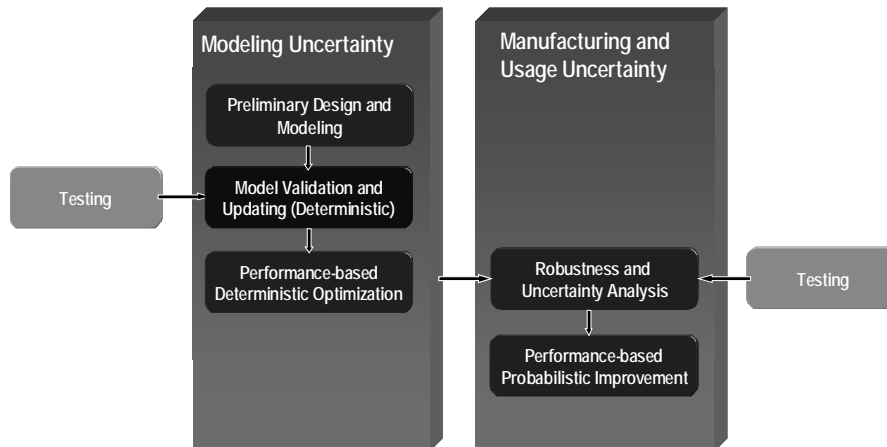 Modeling Uncertainty
Preliminary Design and
Modeling
Testing
Model Validation and
Updating (Deterministic)
Performance-based
Deterministic Optimization
Manufacturing and
Usage Uncertainty
Robustness and
Uncertainty Analysis
Testing
Performance-based
Probabilistic Improvement